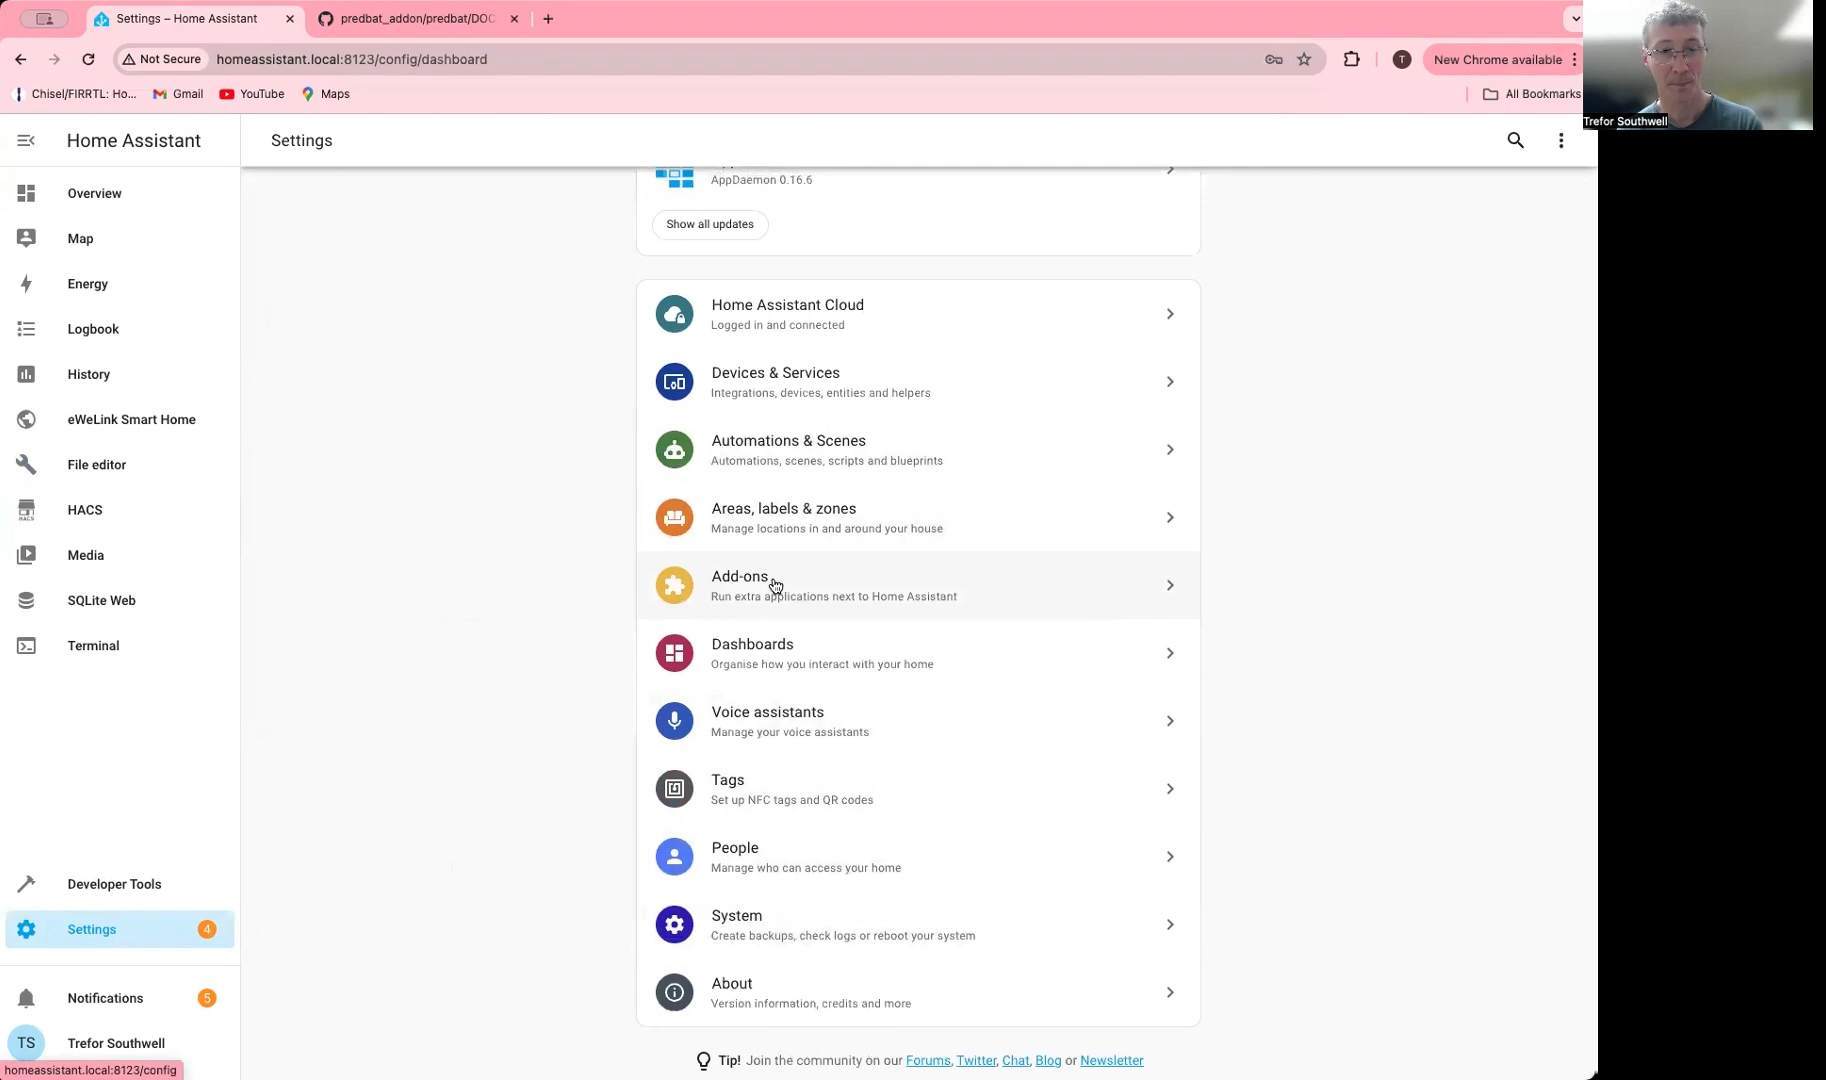 Settings – Home Assistant
predbat_addon/predbat/DOC
Not Secure
homeassistant.local:8123/config/dashboard
T
New Chrome available
Chisel/FIRRTL: Ho...
Gmail
YouTube
Maps
All Bookmarks
Trefor Southwell
Home Assistant
Settings
Overview
Map
Energy
Logbook
History
eWeLink Smart Home
File editor
HACS
HACS
Media
SQLite Web
Terminal
Developer Tools
Settings 4
Notifications 5
TS Trefor Southwell
homeassistant.local:8123/config
AppDaemon 0.16.6
Show all updates
Home Assistant Cloud
Logged in and connected
Devices & Services
Integrations, devices, entities and helpers
Automations & Scenes
Automations, scenes, scripts and blueprints
Areas, labels & zones
Manage locations in and around your house
Add-ons
Run extra applications next to Home Assistant
Dashboards
Organise how you interact with your home
Voice assistants
Manage your voice assistants
Tags
Set up NFC tags and QR codes
People
Manage who can access your home
System
Create backups, check logs or reboot your system
About
Version information, credits and more
Tip! Join the community on our Forums, Twitter, Chat, Blog or Newsletter